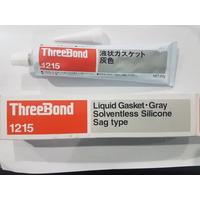 ThreeBond
1215
液状ガスケット
灰色
ThreeBond
1215
Liquid Gasket・Gray
Solventless Silicone
Sag type